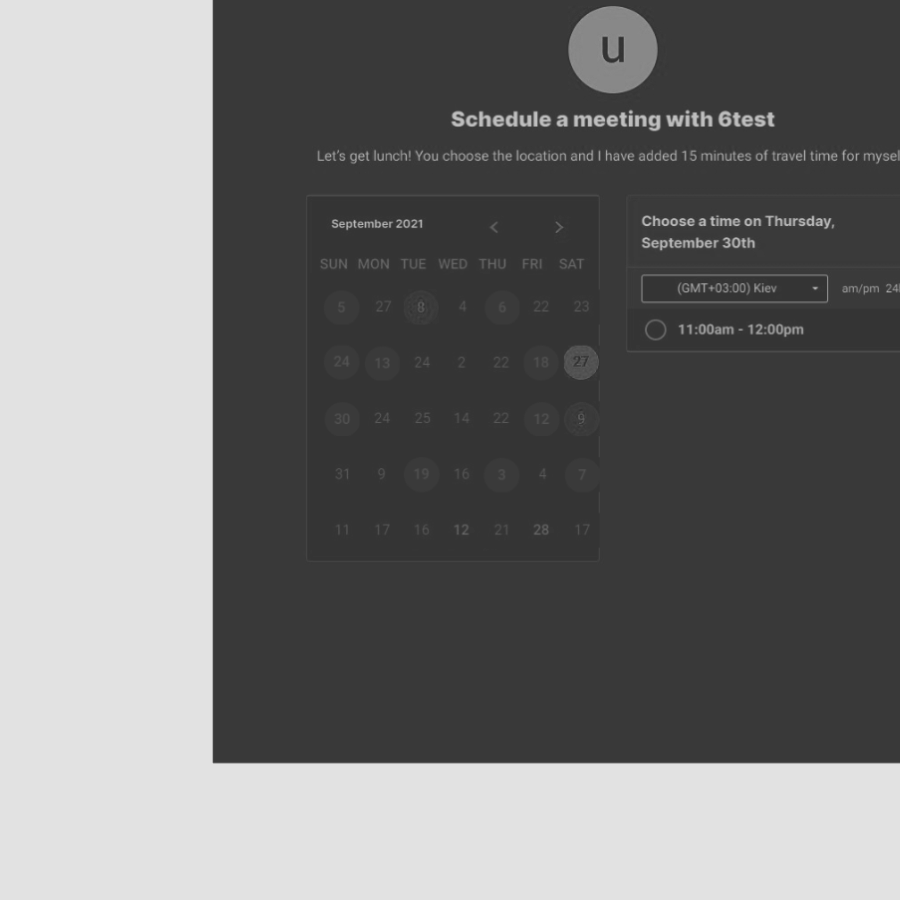 u
Schedule a meeting with 6test
Let's get lunch! You choose the location and I have added 15 minutes of travel time for mysel
September 2021
SUN MON TUE WED THU FRI SAT
5 27 8 4 6 22 23
24 13 24 2 22 18 27
30 24 25 14 22 12 9
31 9 19 16 3 4 7
11 17 16 12 21 28 17
Choose a time on Thursday,
September 30th
(GMT+03:00) Kiev am/pm 24
11:00am - 12:00pm